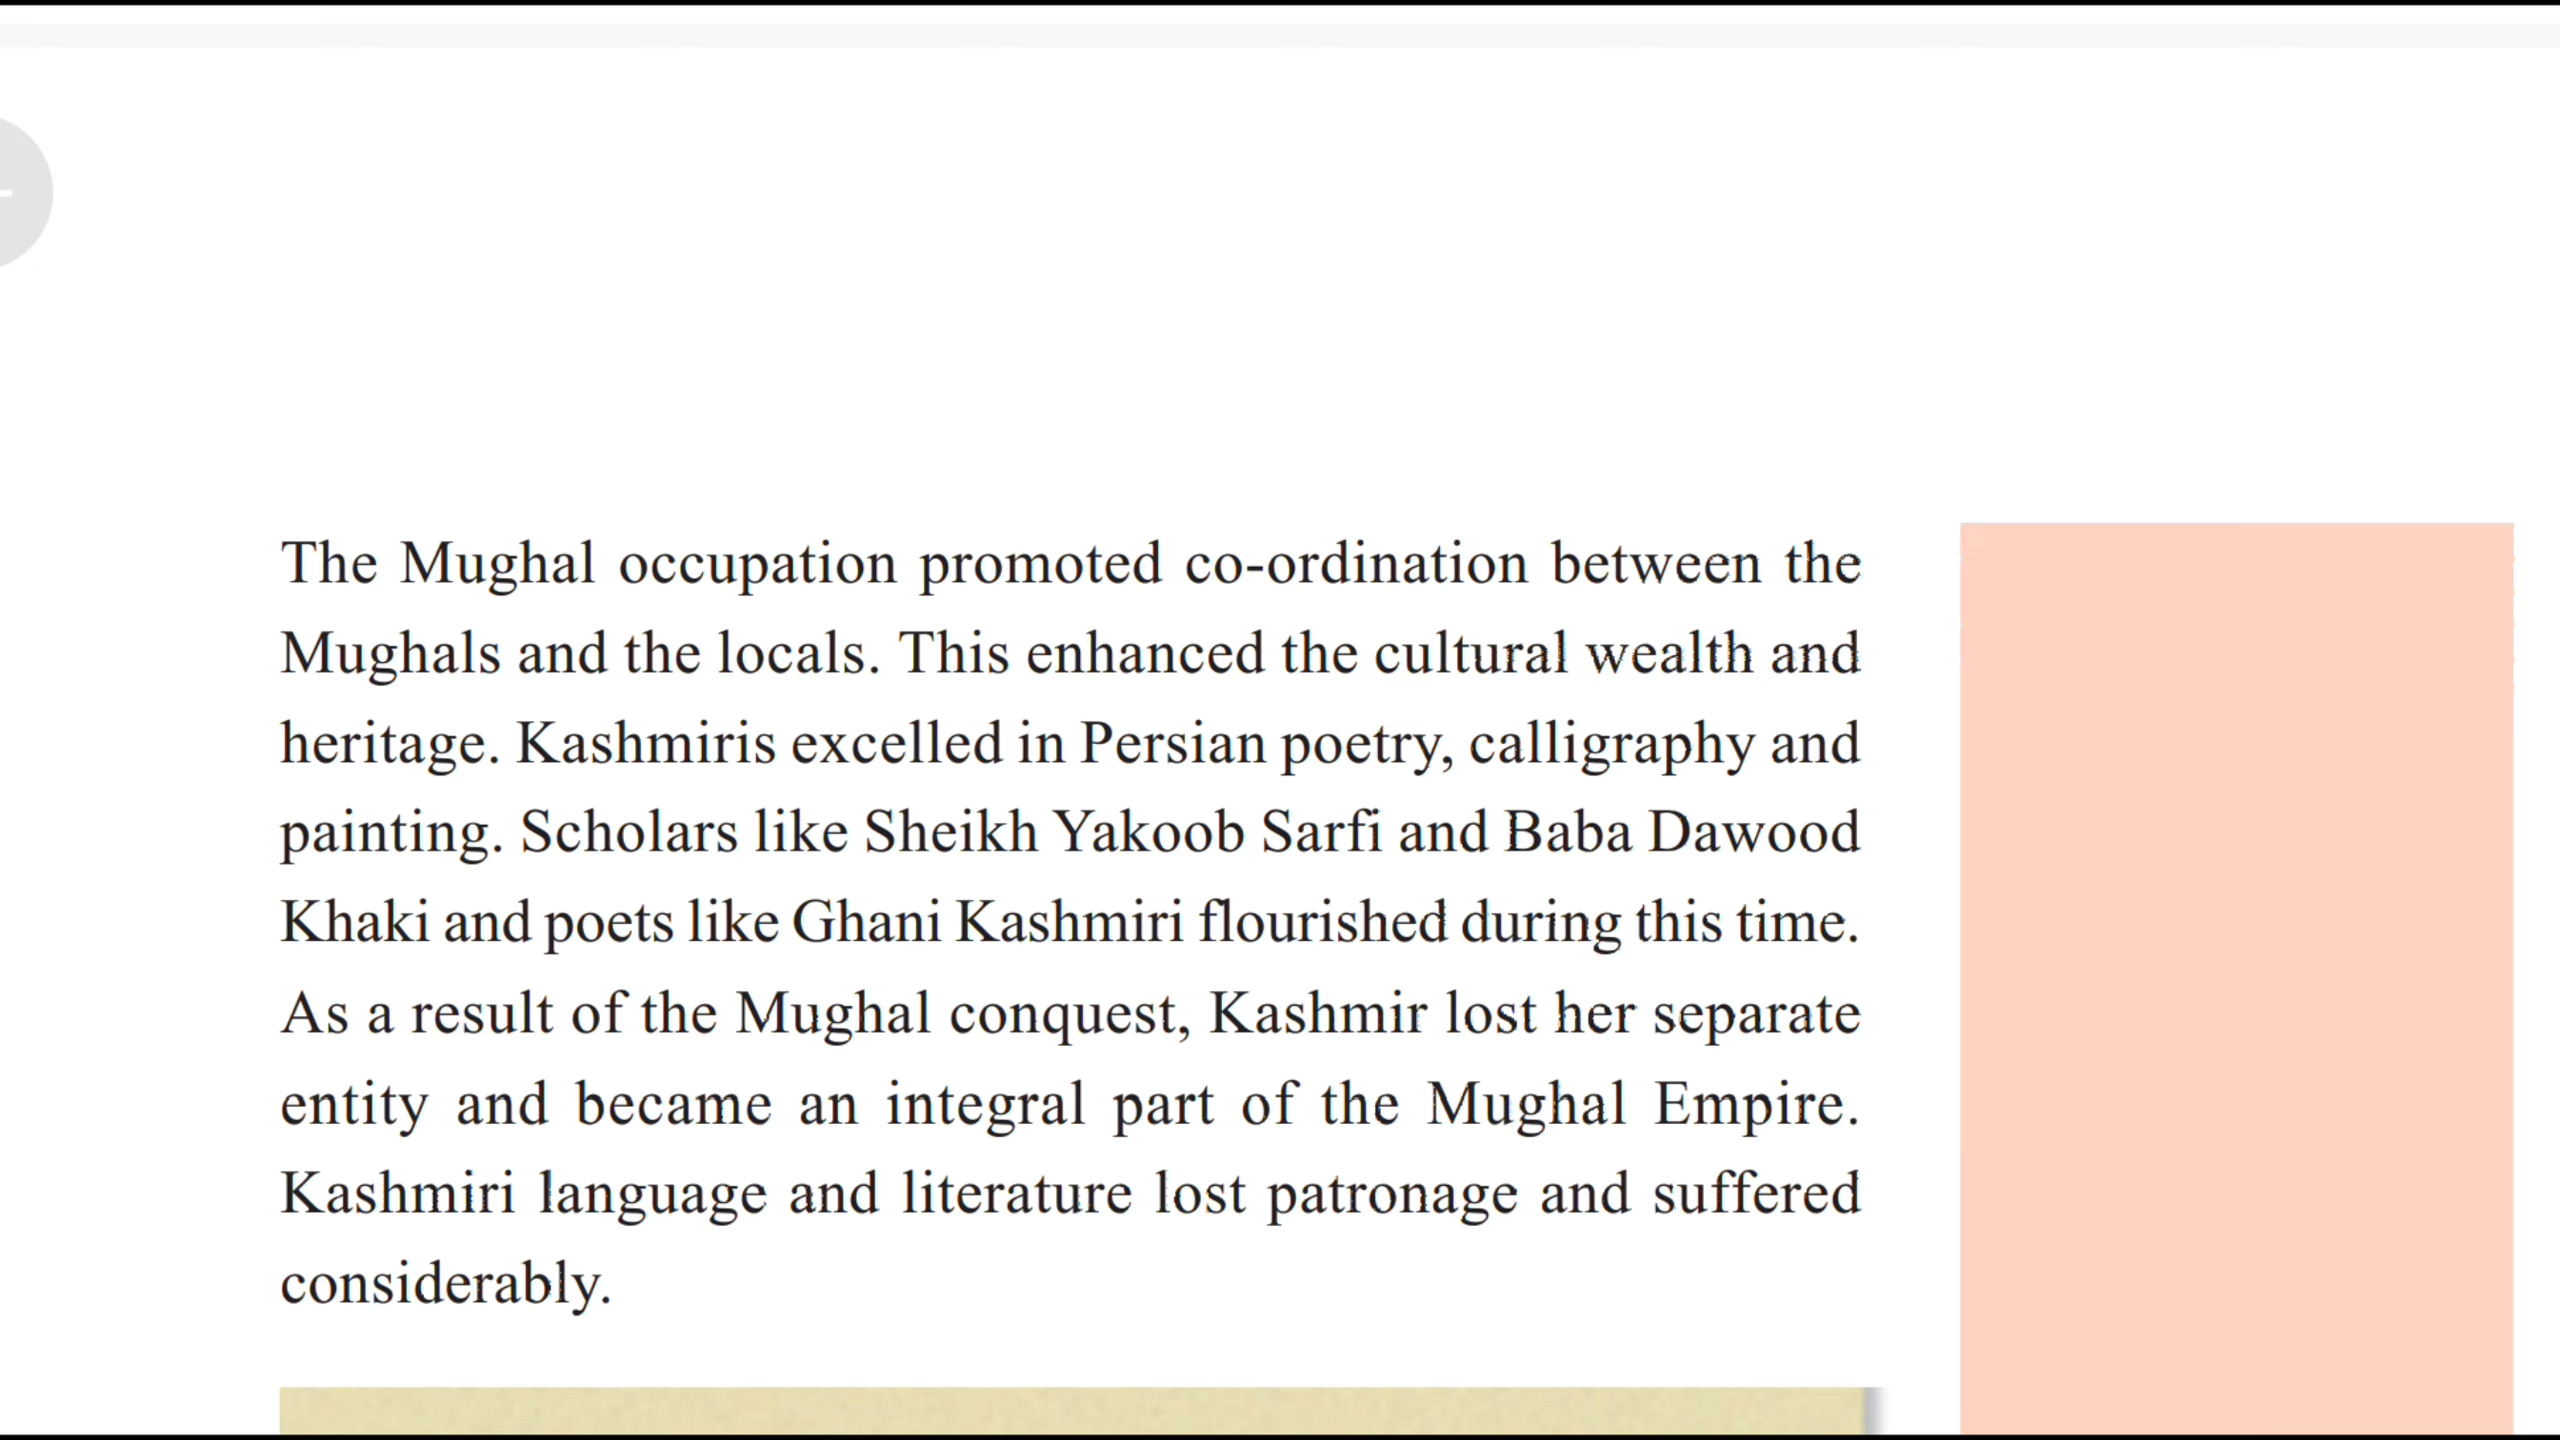 The Mughal occupation promoted co-ordination between the
Mughals and the locals. This enhanced the cultural wealth and
heritage. Kashmiris excelled in Persian poetry, calligraphy and
painting. Scholars like Sheikh Yakoob Sarfi and Baba Dawood
Khaki and poets like Ghani Kashmiri flourished during this time.
As a result of the Mughal conquest, Kashmir lost her separate
entity and became an integral part of the Mughal Empire.
Kashmiri language and literature lost patronage and suffered
considerably.